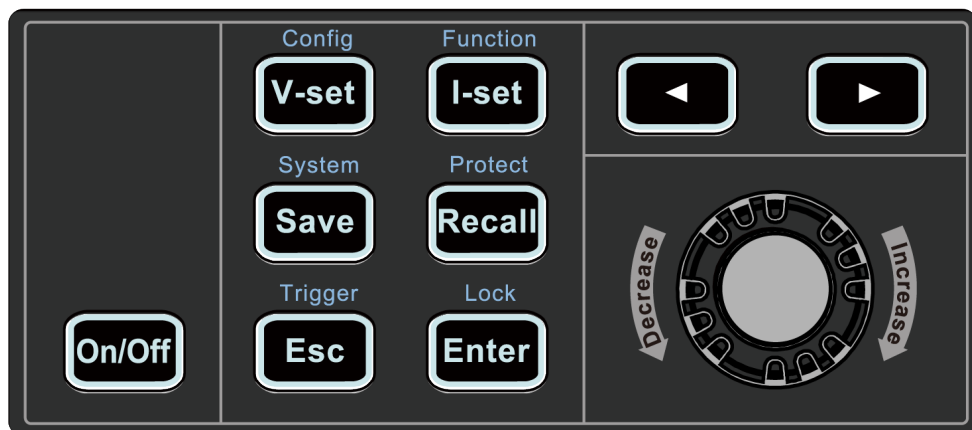 Config Function
V-set I-set
System Protect
Save Recall
Trigger Lock
On/Off Esc Enter
Decrease Increase